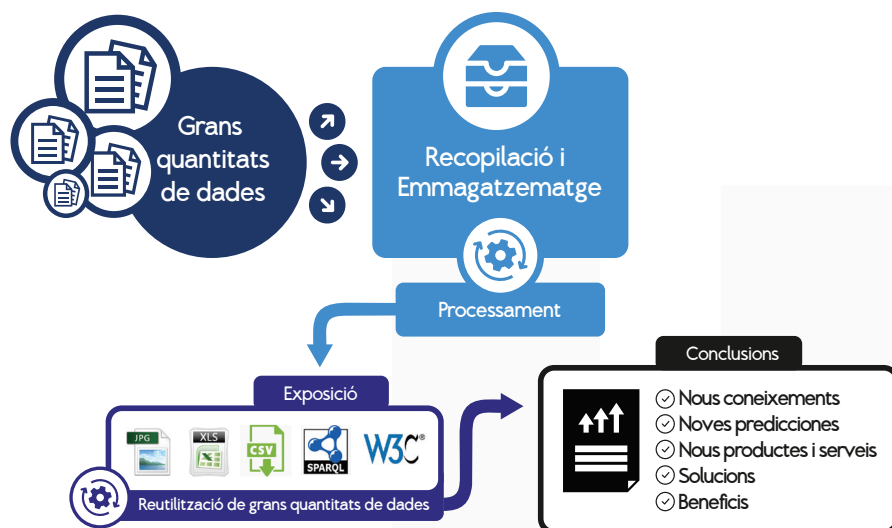 Grans
quantitats
de dades
Recopilació i
Emmagatzematge
Processament
Exposició
JPG
XLS
CSV
SPARQL
W3C®
Reutilització de grans quantitats de dades
Conclusions
Nous coneixements
Noves prediccione
Nous productes i serveis
Solucions
Beneficis